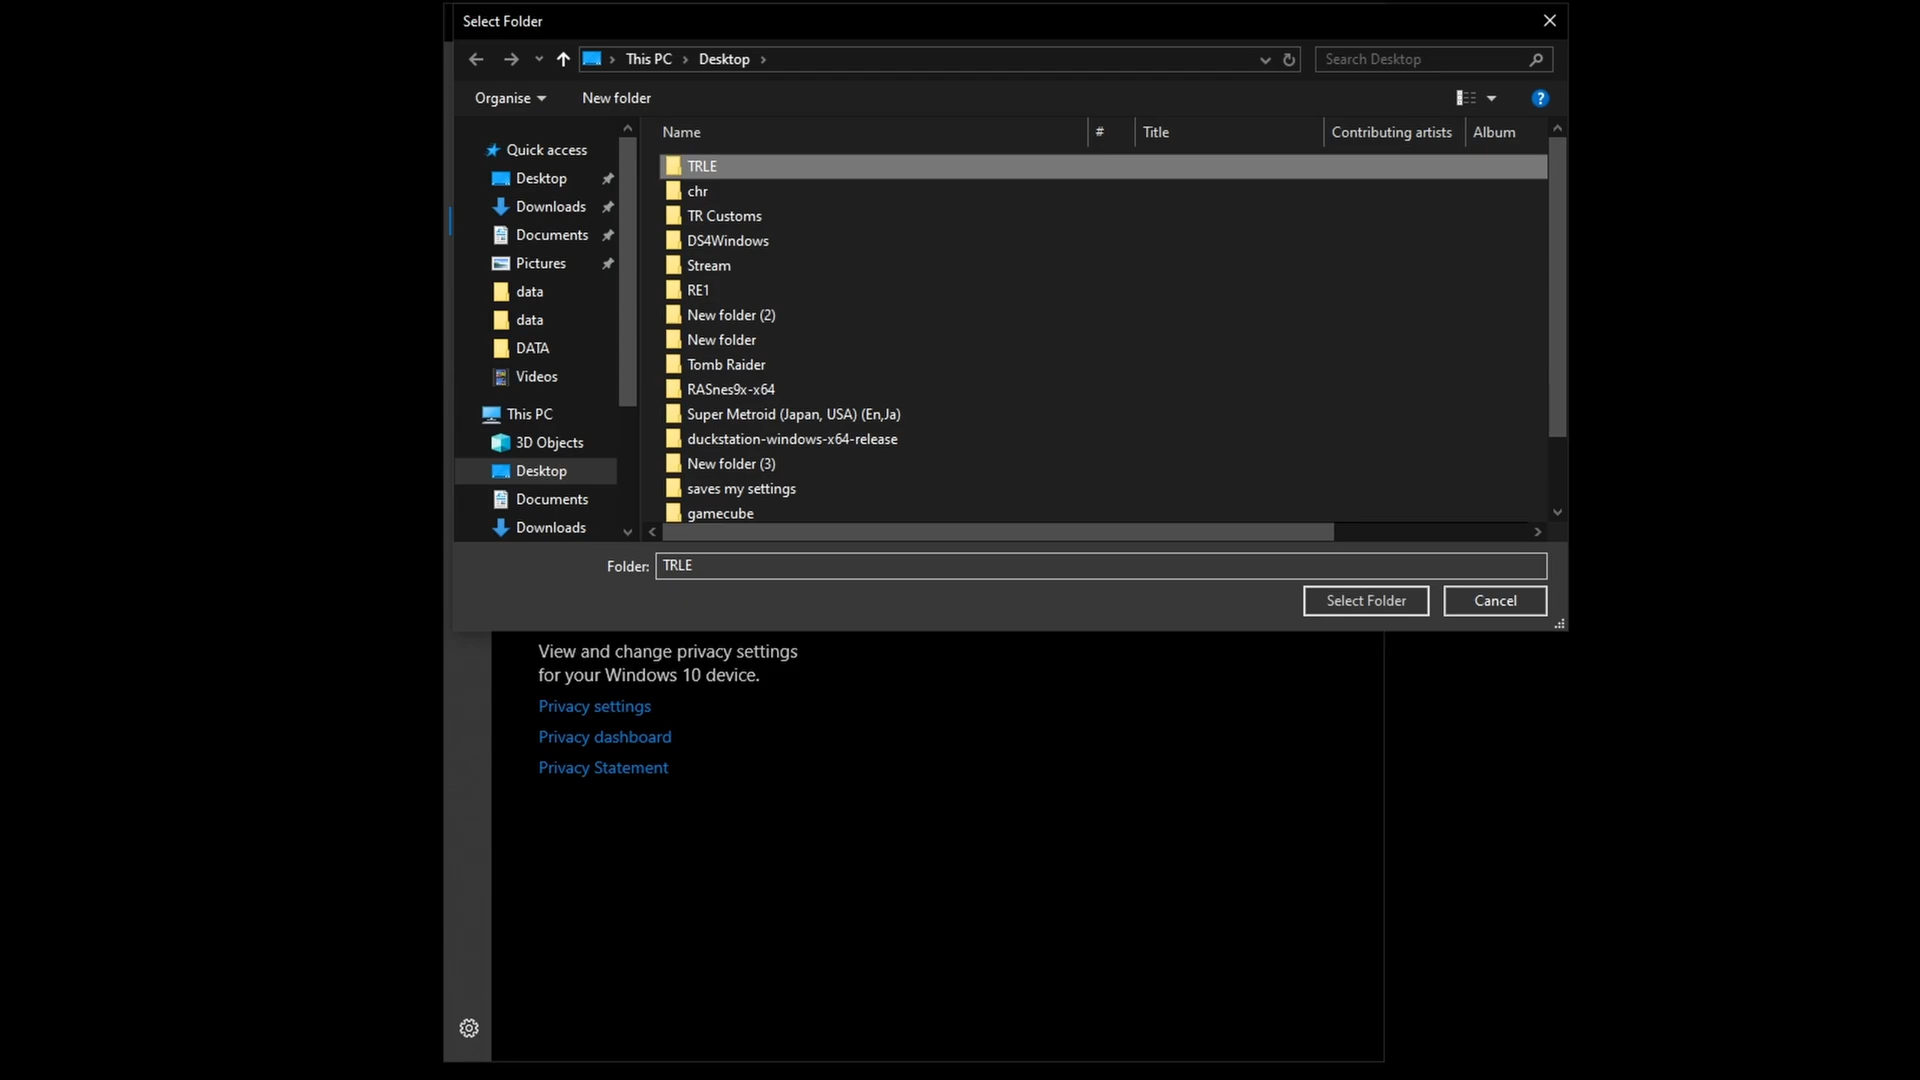 Select Folder
This PC
Desktop
Search Desktop
Organise
New folder
?
Name
#
Title
Contributing artists
Album
Quick access
Desktop
Downloads
Documents
Pictures
data
data
DATA
Videos
This PC
3D Objects
Desktop
Documents
Downloads
TRLE
chr
TR Customs
DS4Windows
Stream
RE1
New folder (2)
New folder
Tomb Raider
RASnes9x-x64
Super Metroid (Japan, USA) (En,Ja)
duckstation-windows-x64-release
New folder (3)
saves my settings
gamecube
Folder: TRLE
Select Folder
Cancel
View and change privacy settings
for your Windows 10 device.
Privacy settings
Privacy dashboard
Privacy Statement